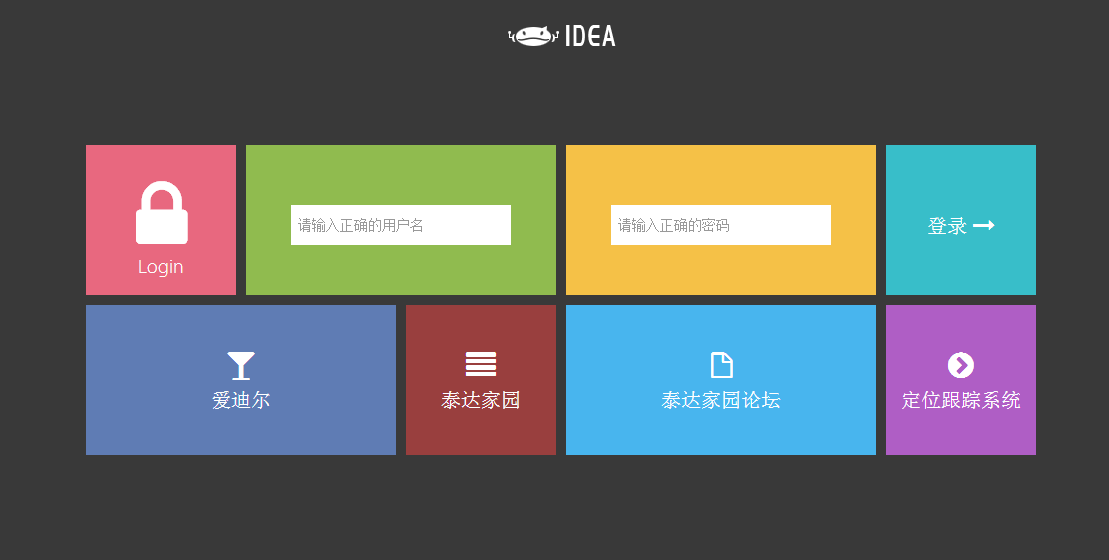 IDEA
Login
请输入正确的用户名
请输入正确的密码
登录
爱迪尔
泰达家园
泰达家园论坛
定位跟踪系统